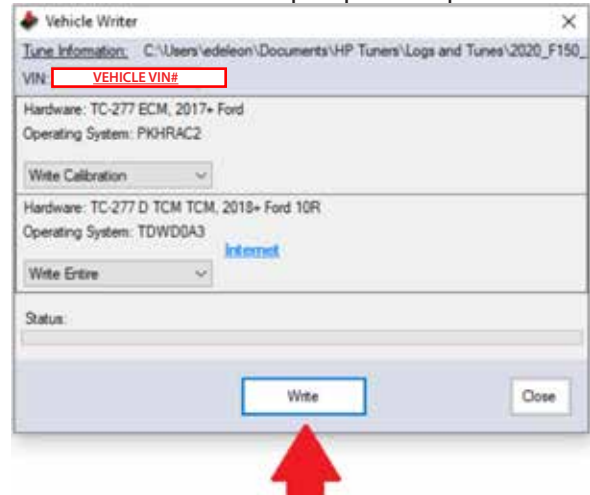 Vehicle Writer
Tune Information: C:\Users\edeleon\Documents\HP Tuners\Logs and Tunes\2020_F150_
VIN: VEHICLE VIN#
Hardware: TC-277 ECM, 2017+ Ford
Operating System: PKHRAC2
Write Calibration
Hardware: TC-277 D TCM TCM, 2018+ Ford 10R
Operating System: TDWD0A3
Internet
Write Entire
Status:
Write
Close